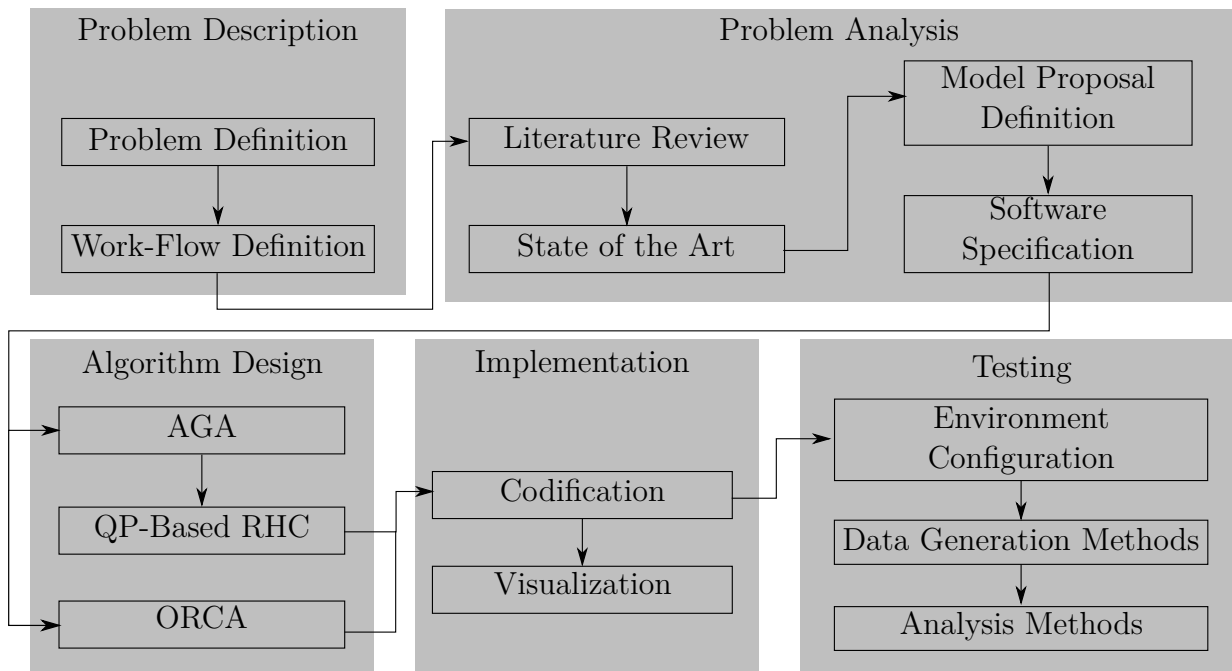 Problem Description
Problem Definition
Work-Flow Definition
Problem Analysis
Literature Review
State of the Art
Model Proposal
Definition
Software
Specification
Algorithm Design
AGA
QP-Based RHC
ORCA
Implementation
Codification
Visualization
Testing
Environment
Configuration
Data Generation Methods
Analysis Methods